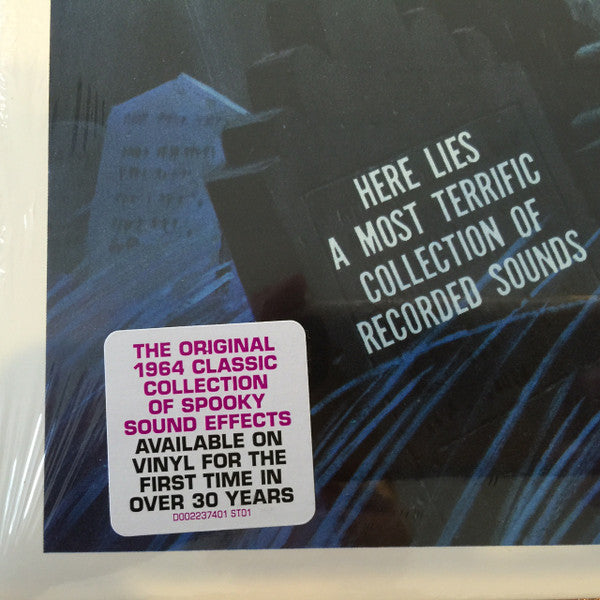 HERE LIES
A MOST TERRIFIC
COLLECTION OF
RECORDED SOUNDS
THE ORIGINAL
1964 CLASSIC
COLLECTION
OF SPOOKY
SOUND EFFECTS
AVAILABLE ON
VINYL FOR THE
FIRST TIME IN
OVER 30 YEARS
D002237401 ST01